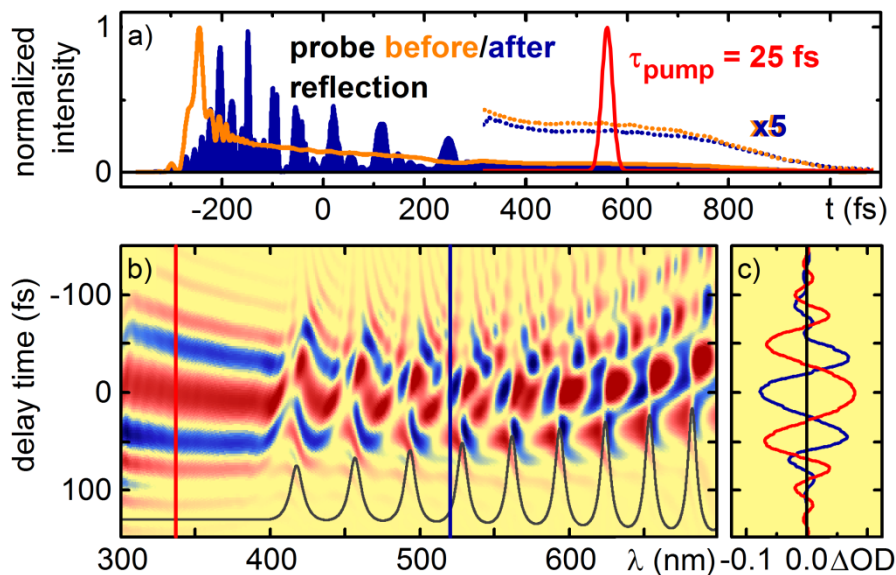 a)
probe before/after
reflection
τpump = 25 fs
x5
normalized
intensity
1
0
-200 0 200 400 600 800 t (fs)
b)
c)
delay time (fs)
-100
0
100
300 400 500 600 λ (nm)
-0.1 0.0 ΔOD